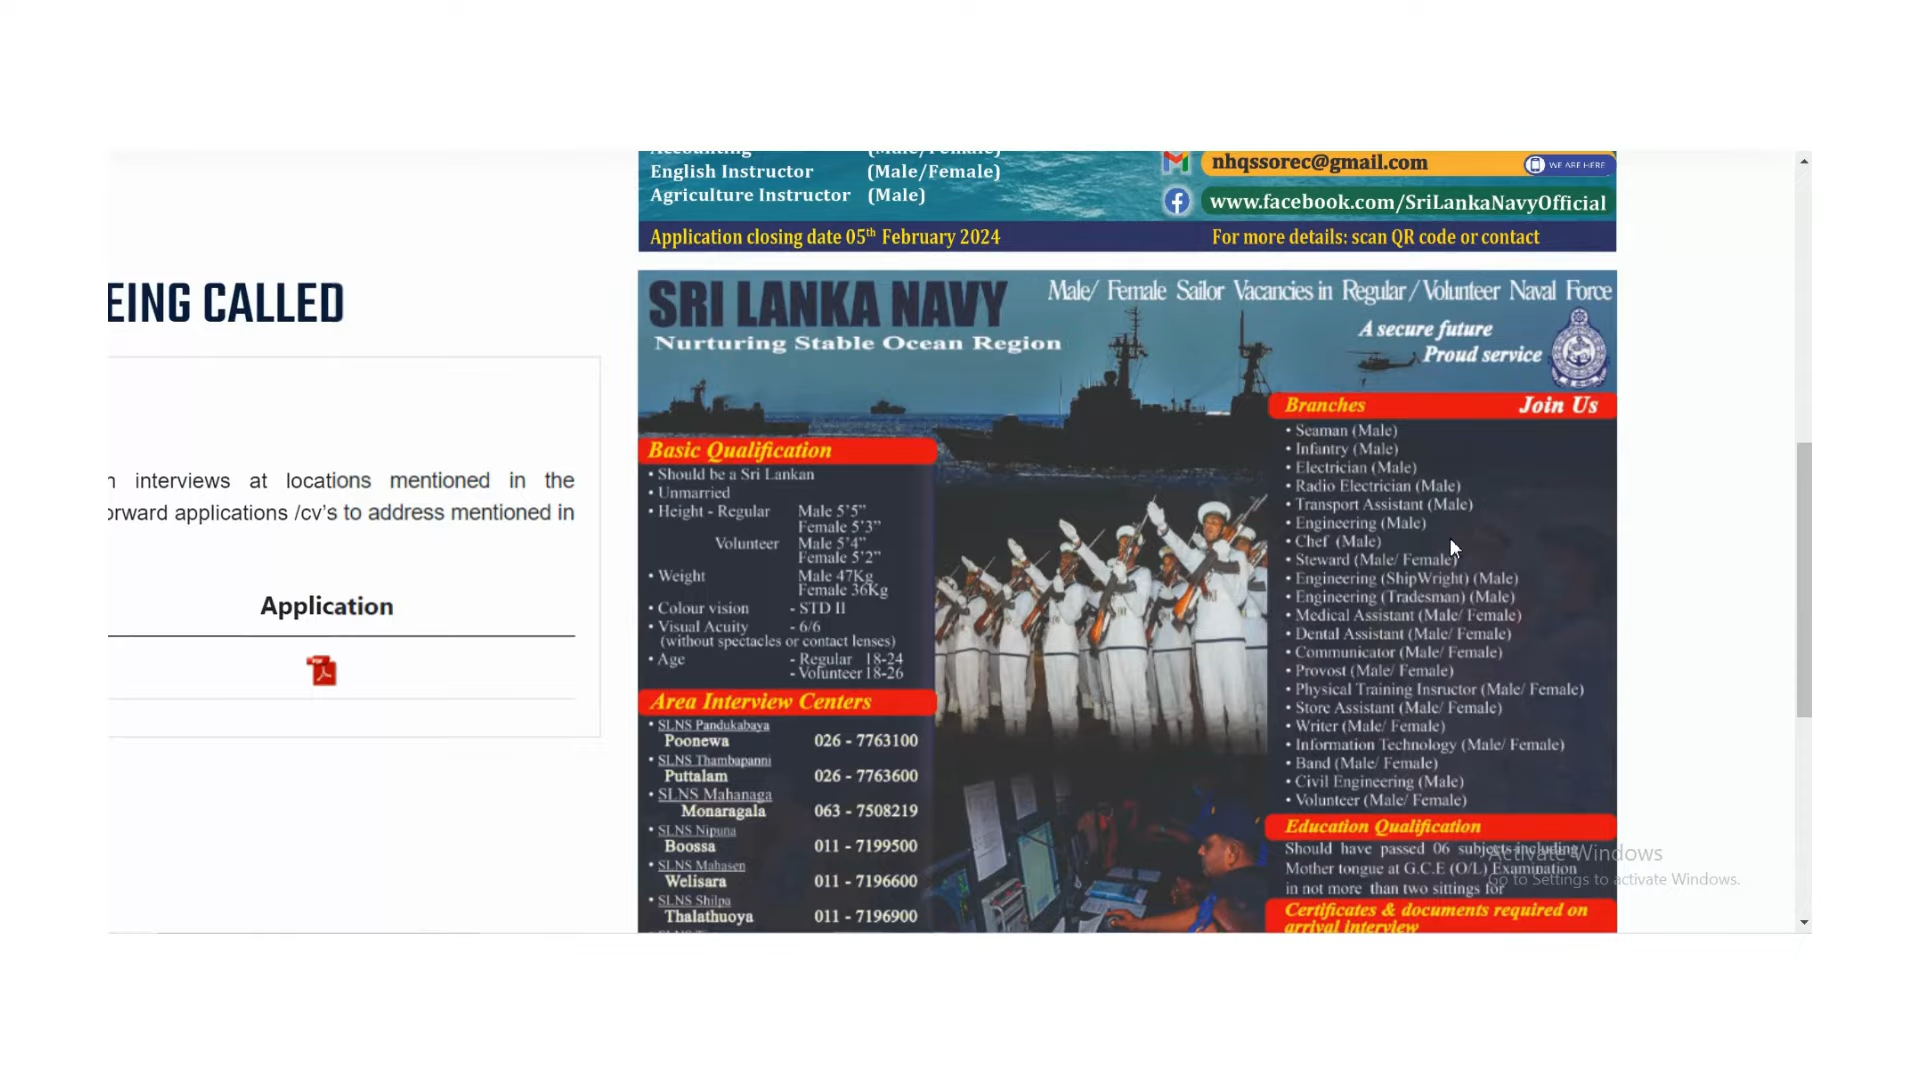 English Instructor (Male/Female)
Agriculture Instructor (Male)
Application closing date 05th February 2024
nhqssorec@gmail.com
WE ARE HERE
www.facebook.com/SriLankaNavyOfficial
For more details: scan QR code or contact
EING CALLED
interviews at locations mentioned in the
orward applications /cv's to address mentioned in
Application
SRI LANKA NAVY
Nurturing Stable Ocean Region
Male/ Female Sailor Vacancies in Regular / Volunteer Naval Force
A secure future
Proud service
Basic Qualification
• Should be a Sri Lankan
• Unmarried
• Height - Regular Male 5'5"
Female 5'3"
Volunteer Male 5'4"
Female 5'2"
• Weight Male 47Kg
Female 36Kg
• Colour vision - STD II
• Visual Acuity - 6/6
(without spectacles or contact lenses)
• Age - Regular 18-24
- Volunteer 18-26
Area Interview Centers
• SLNS Pandukabaya
Poonewa 026 - 7763100
• SLNS Thambapanni
Puttalam 026 - 7763600
• SLNS Mahanaga
Monaragala 063 - 7508219
• SLNS Nipuna
Boossa 011 - 7199500
• SLNS Mahasen
Welisara 011 - 7196600
• SLNS Shilpa
Thalathuoya 011 - 7196900
Branches Join Us
• Seaman (Male)
• Infantry (Male)
• Electrician (Male)
• Radio Electrician (Male)
• Transport Assistant (Male)
• Engineering (Male)
• Chef (Male)
• Steward (Male/ Female)
• Engineering (ShipWright) (Male)
• Engineering (Tradesman) (Male)
• Medical Assistant (Male/ Female)
• Dental Assistant (Male/ Female)
• Communicator (Male/ Female)
• Provost (Male/ Female)
• Physical Training Insructor (Male/ Female)
• Store Assistant (Male/ Female)
• Writer (Male/ Female)
• Information Technology (Male/ Female)
• Band (Male/ Female)
• Civil Engineering (Male)
• Volunteer (Male/ Female)
Education Qualification
Should have passed 06 subjects including
Mother tongue at G.C.E (O/L) Examination
in not more than two sittings for
Certificates & documents required on
arrival interview
Activate Windows
Go to Settings to activate Windows.